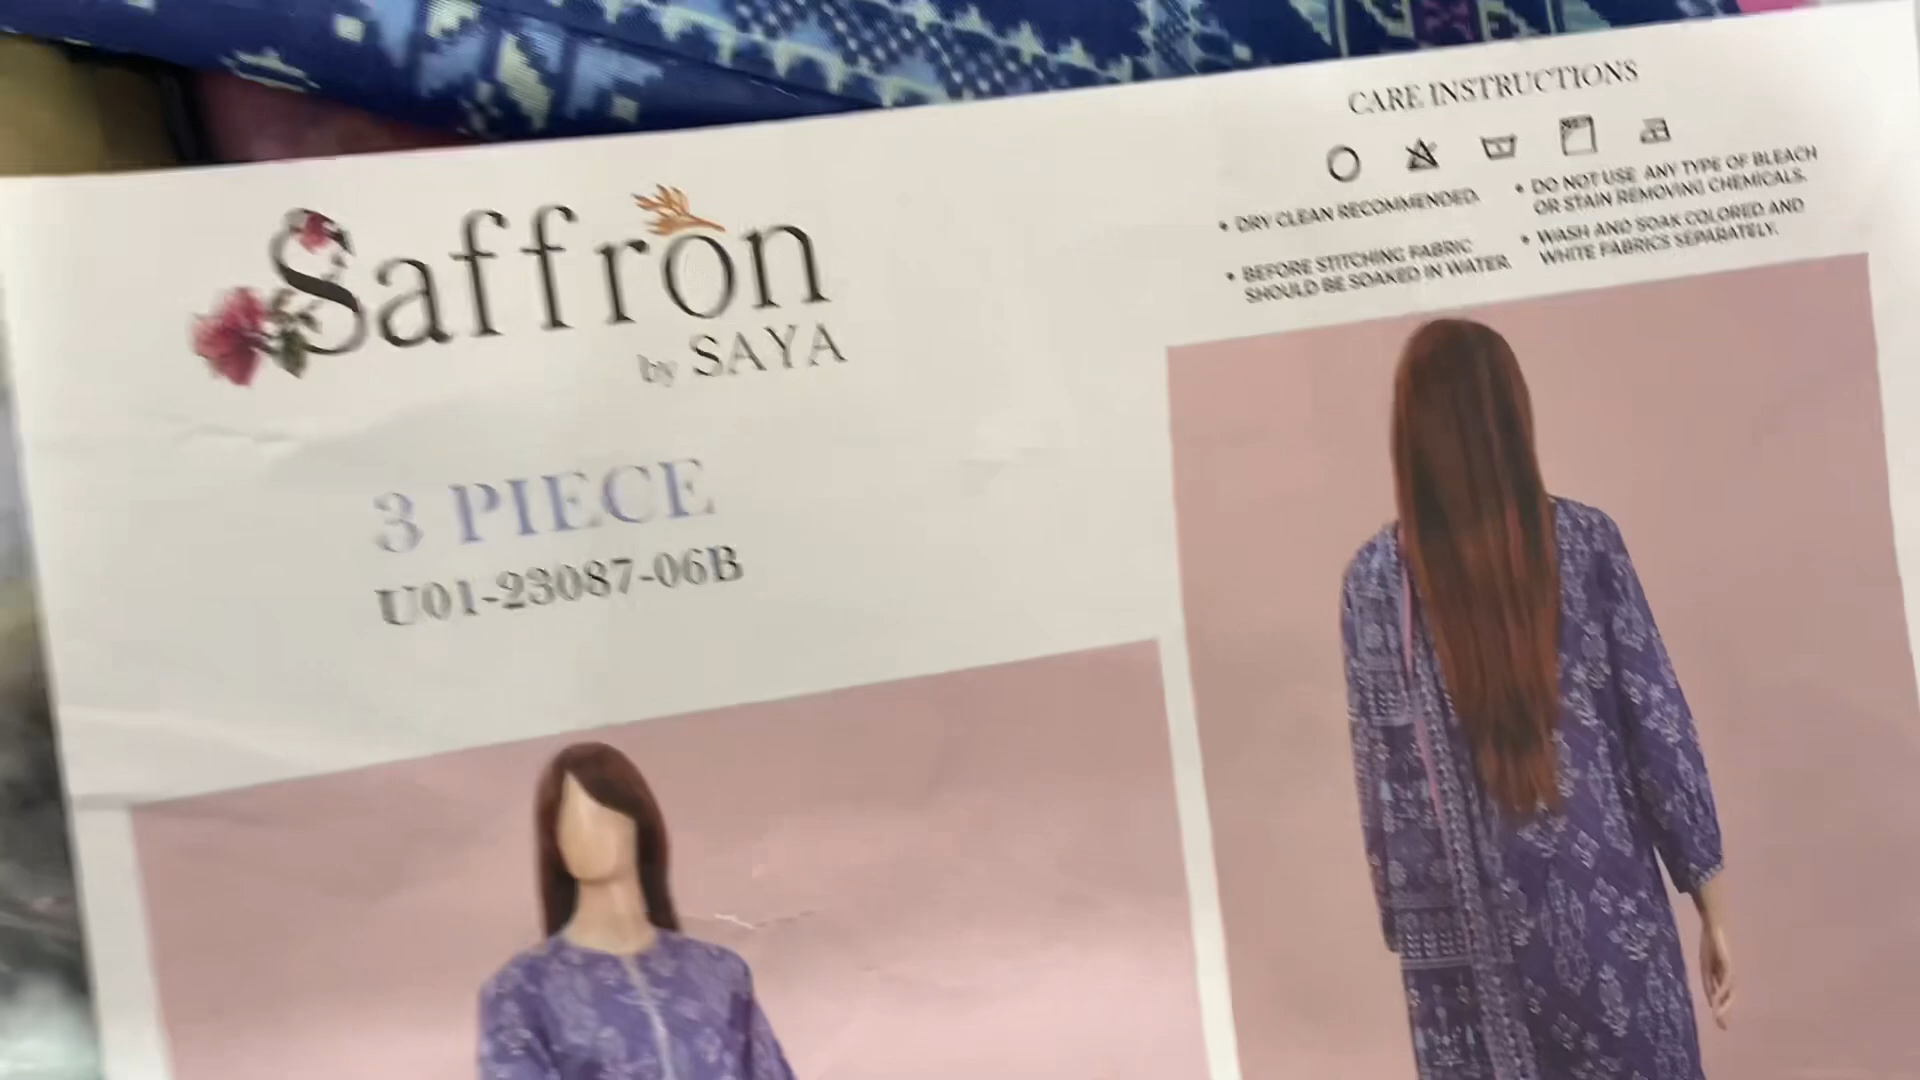 Saffron
by SAYA
3 PIECE
U01-23087-06B
CARE INSTRUCTIONS
• DRY CLEAN RECOMMENDED.
• BEFORE STITCHING FABRIC
SHOULD BE SOAKED IN WATER.
• DO NOT USE ANY TYPE OF BLEACH
OR STAIN REMOVING CHEMICALS.
• WASH AND SOAK COLORED AND
WHITE FABRICS SEPARATELY.